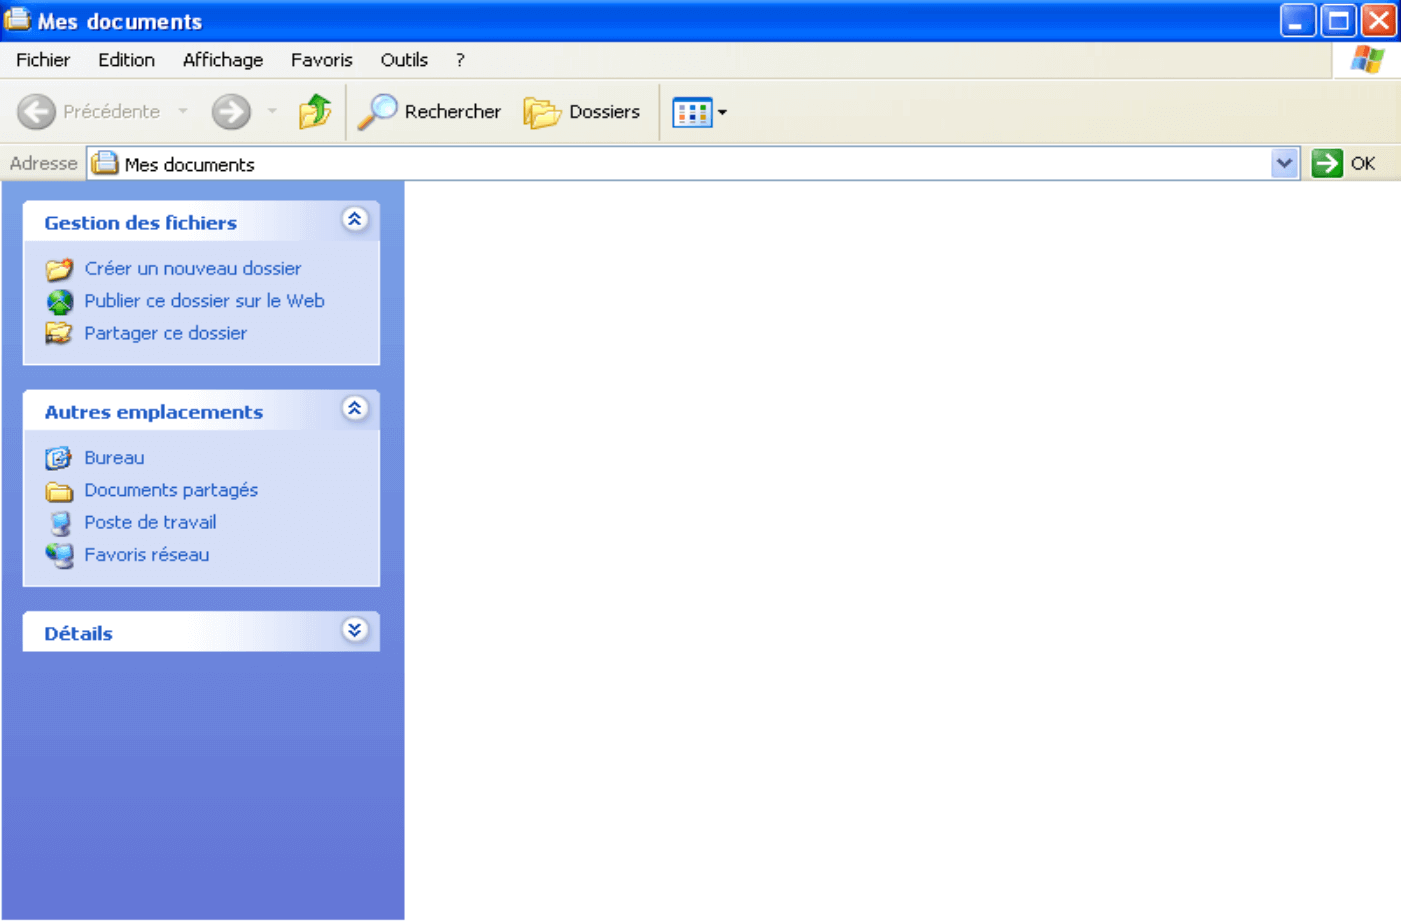 Mes documents
Fichier Edition Affichage Favoris Outils ?
Précédente Rechercher Dossiers
Adresse Mes documents OK
Gestion des fichiers
Créer un nouveau dossier
Publier ce dossier sur le Web
Partager ce dossier
Autres emplacements
Bureau
Documents partagés
Poste de travail
Favoris réseau
Détails